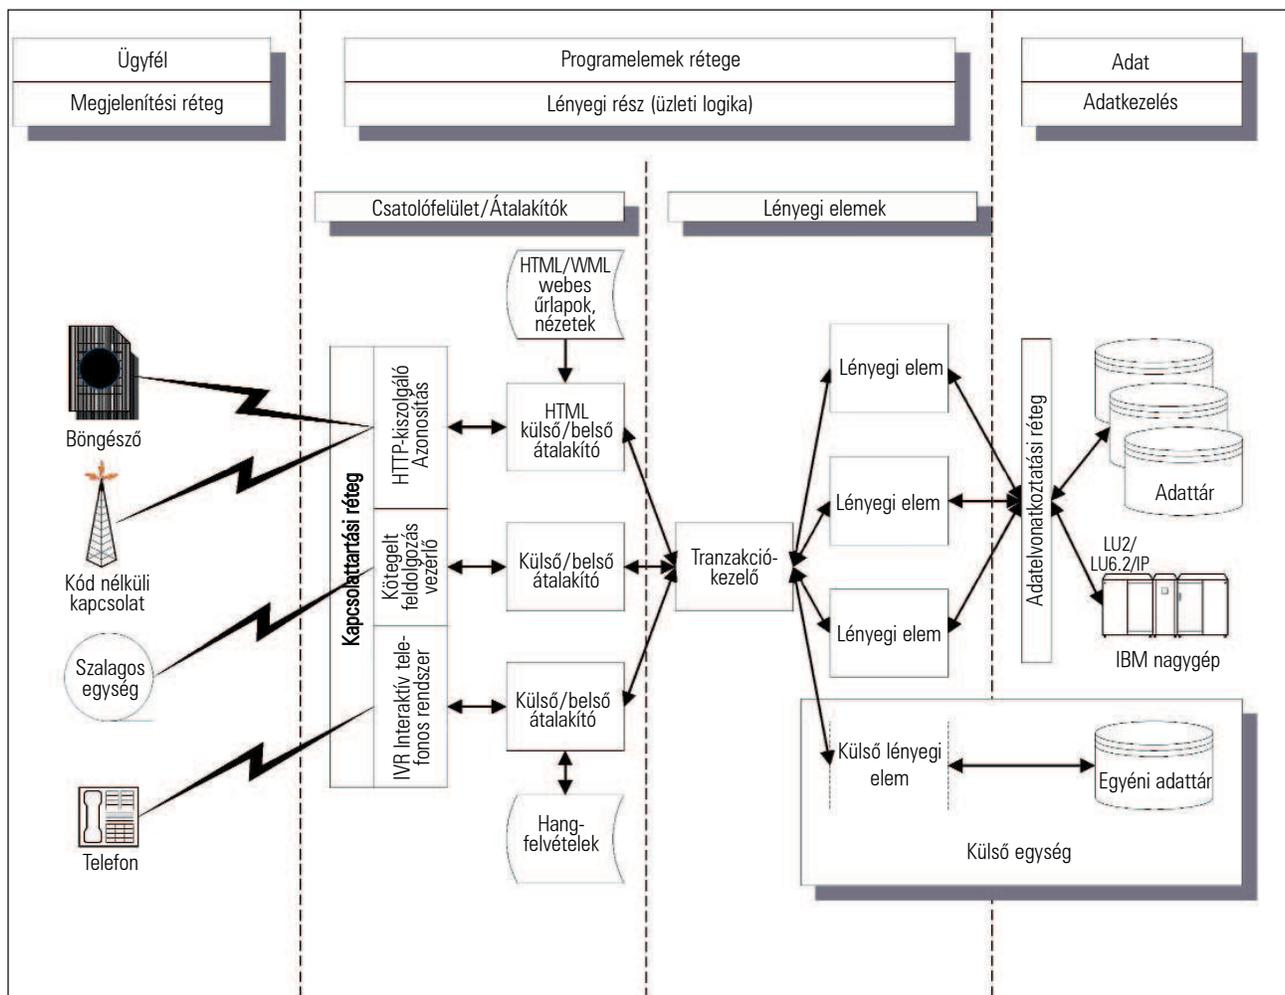 Ügyfél
Megjelenítési réteg
Programelemek rétege
Lényegi rész (üzleti logika)
Adat
Adatkezelés
Csatolófelület/Átalakítók
Lényegi elemek
HTML/WML
webes
űrlapok,
nézetek
Böngésző
Kód nélküli
kapcsolat
Szalagos
egység
Telefon
Kapcsolattartási réteg
HTTP-kiszolgáló
Azonosítás
Kötegelt
feldolgozás
vezérlő
IVR Interaktív tele-
fonos rendszer
HTML
külső/belső
átalakító
Külső/belső
átalakító
Külső/belső
átalakító
Hang-
felvételek
Tranzakció-
kezelő
Lényegi elem
Lényegi elem
Lényegi elem
Külső lényegi
elem
Adatelvonatkoztatási réteg
Adattár
LU2/
LU6.2/IP
IBM nagygép
Egyéni adattár
Külső egység